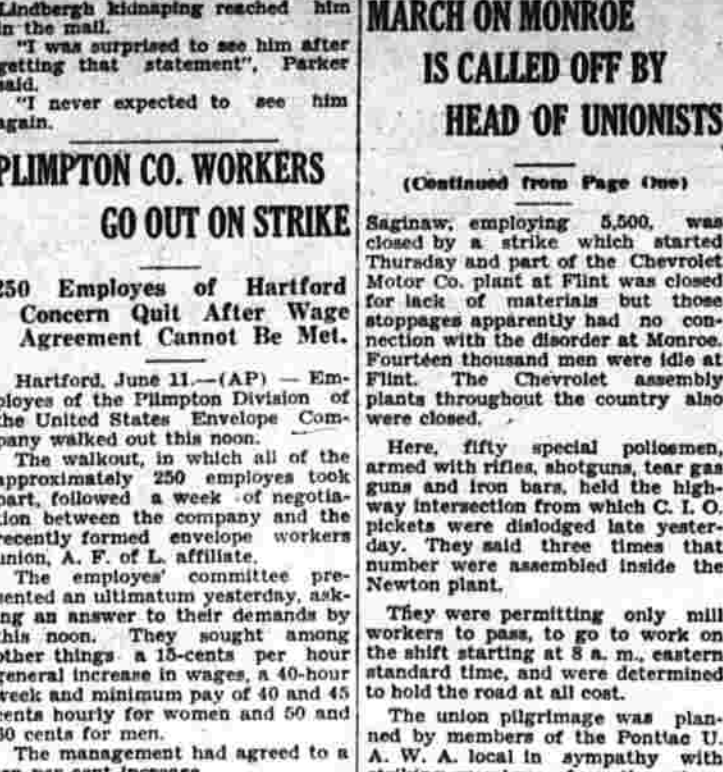 Lindbergh kidnaping reached him
in the mail.
"I was surprised to see him after
getting that statement", Parker
said.
"I never expected to see him
again.
PLIMPTON CO. WORKERS
GO OUT ON STRIKE
250 Employes of Hartford
Concern Quit After Wage
Agreement Cannot Be Met.
Hartford, June 11.—(AP) — Em-
ployes of the Plimpton Division of
the United States Envelope Com-
pany walked out this noon.
The walkout, in which all of the
approximately 250 employes took
part, followed a week of negotia-
tion between the company and the
recently formed envelope workers
union, A. F. of L. affiliate.
The employes' committee pre-
sented an ultimatum yesterday, ask-
ing an answer to their demands by
this noon. They sought among
other things a 15-cents per hour
general increase in wages, a 40-hour
week and minimum pay of 40 and 45
cents hourly for women and 50 and
60 cents for men.
The management had agreed to a
per cent increase
MARCH ON MONROE
IS CALLED OFF BY
HEAD OF UNIONISTS
(Continued from Page One)
Saginaw, employing 5,500, was
closed by a strike which started
Thursday and part of the Chevrolet
Motor Co. plant at Flint was closed
for lack of materials but those
stoppages apparently had no con-
nection with the disorder at Monroe.
Fourteen thousand men were idle at
Flint. The Chevrolet assembly
plants throughout the country also
were closed.
Here, fifty special policemen,
armed with rifles, shotguns, tear gas
guns and iron bars, held the high-
way intersection from which C. I. O.
pickets were dislodged late yester-
day. They said three times that
number were assembled inside the
Newton plant.
They were permitting only mill
workers to pass, to go to work on
the shift starting at 8 a. m., eastern
standard time, and were determined
to hold the road at all cost.
The union pilgrimage was plan-
ned by members of the Pontiac U.
A. W. A. local in sympathy with